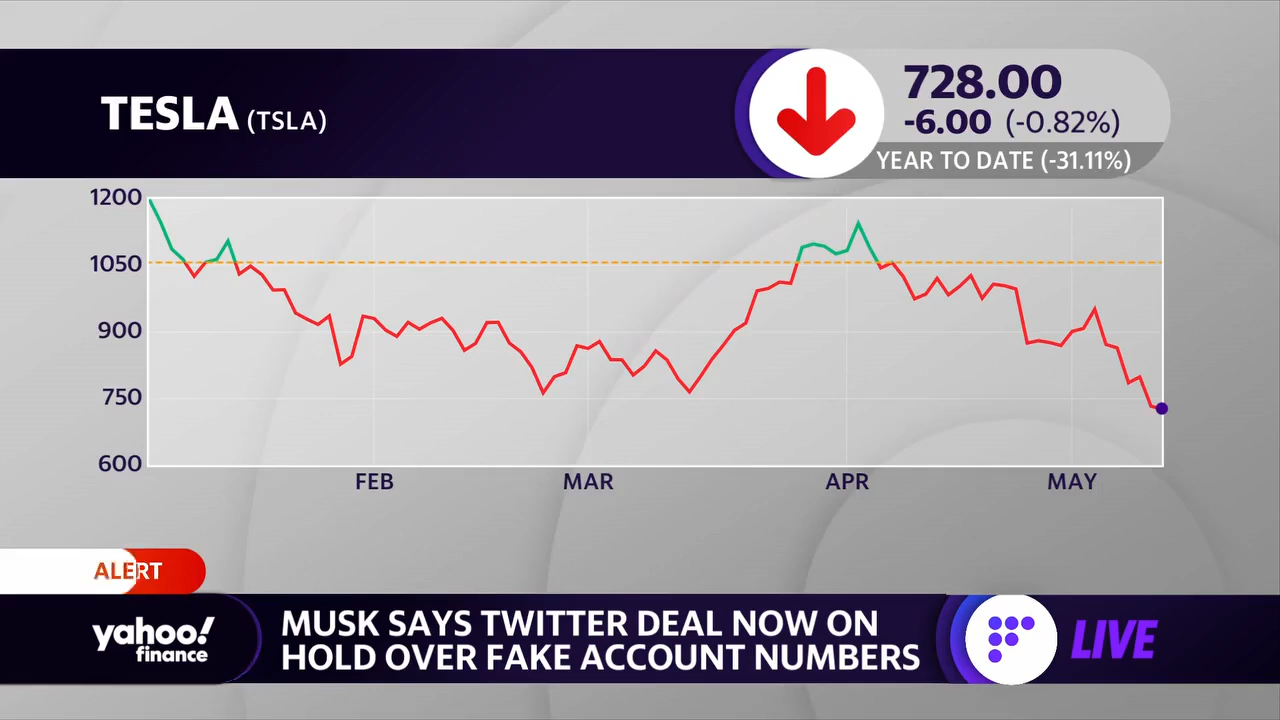 TESLA (TSLA)
728.00
-6.00 (-0.82%)
YEAR TO DATE (-31.11%)
1200
1050
900
750
600
FEB MAR APR MAY
ALERT
yahoo!
finance
MUSK SAYS TWITTER DEAL NOW ON
HOLD OVER FAKE ACCOUNT NUMBERS
LIVE